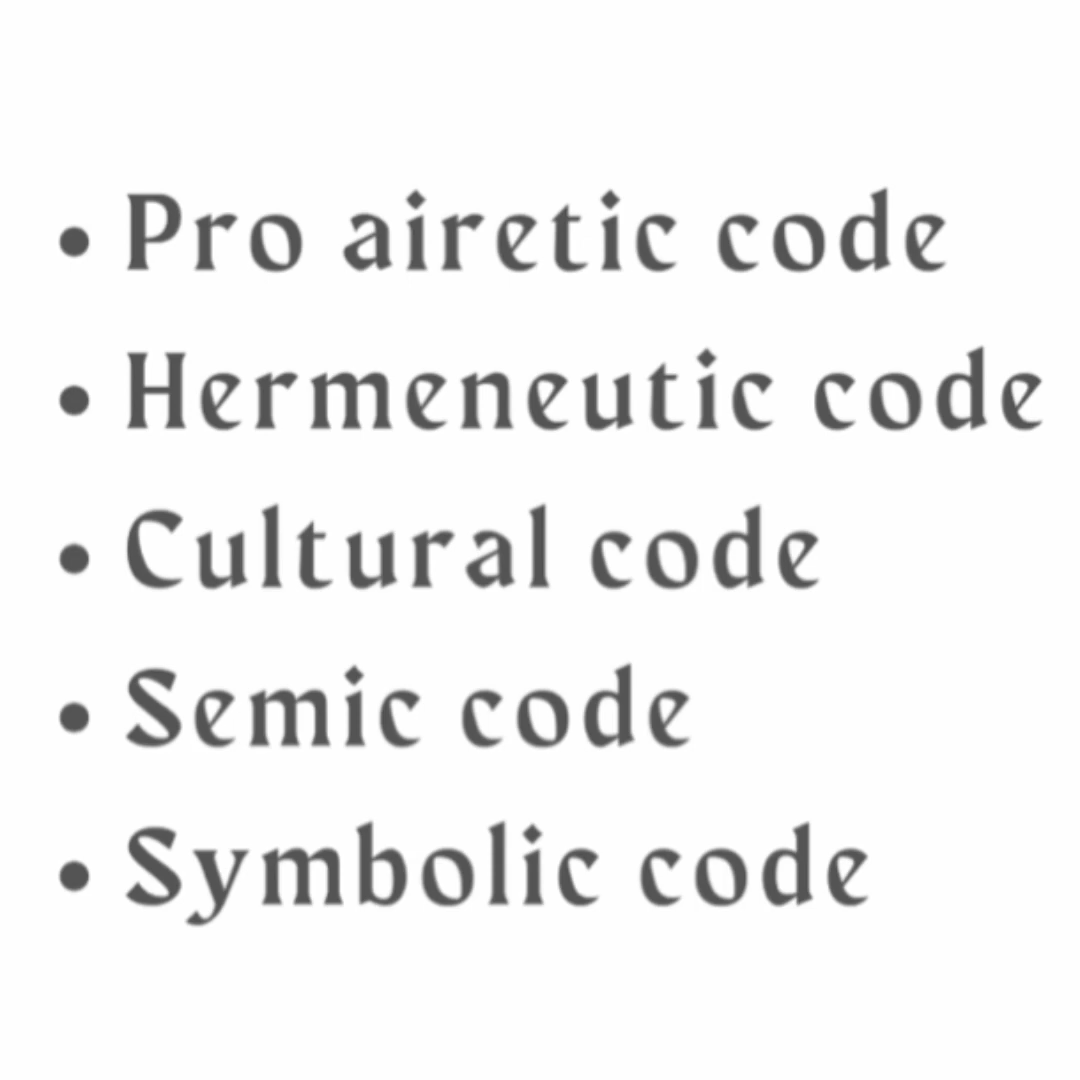 • Pro airetic code
• Hermeneutic code
• Cultural code
• Semic code
• Symbolic code